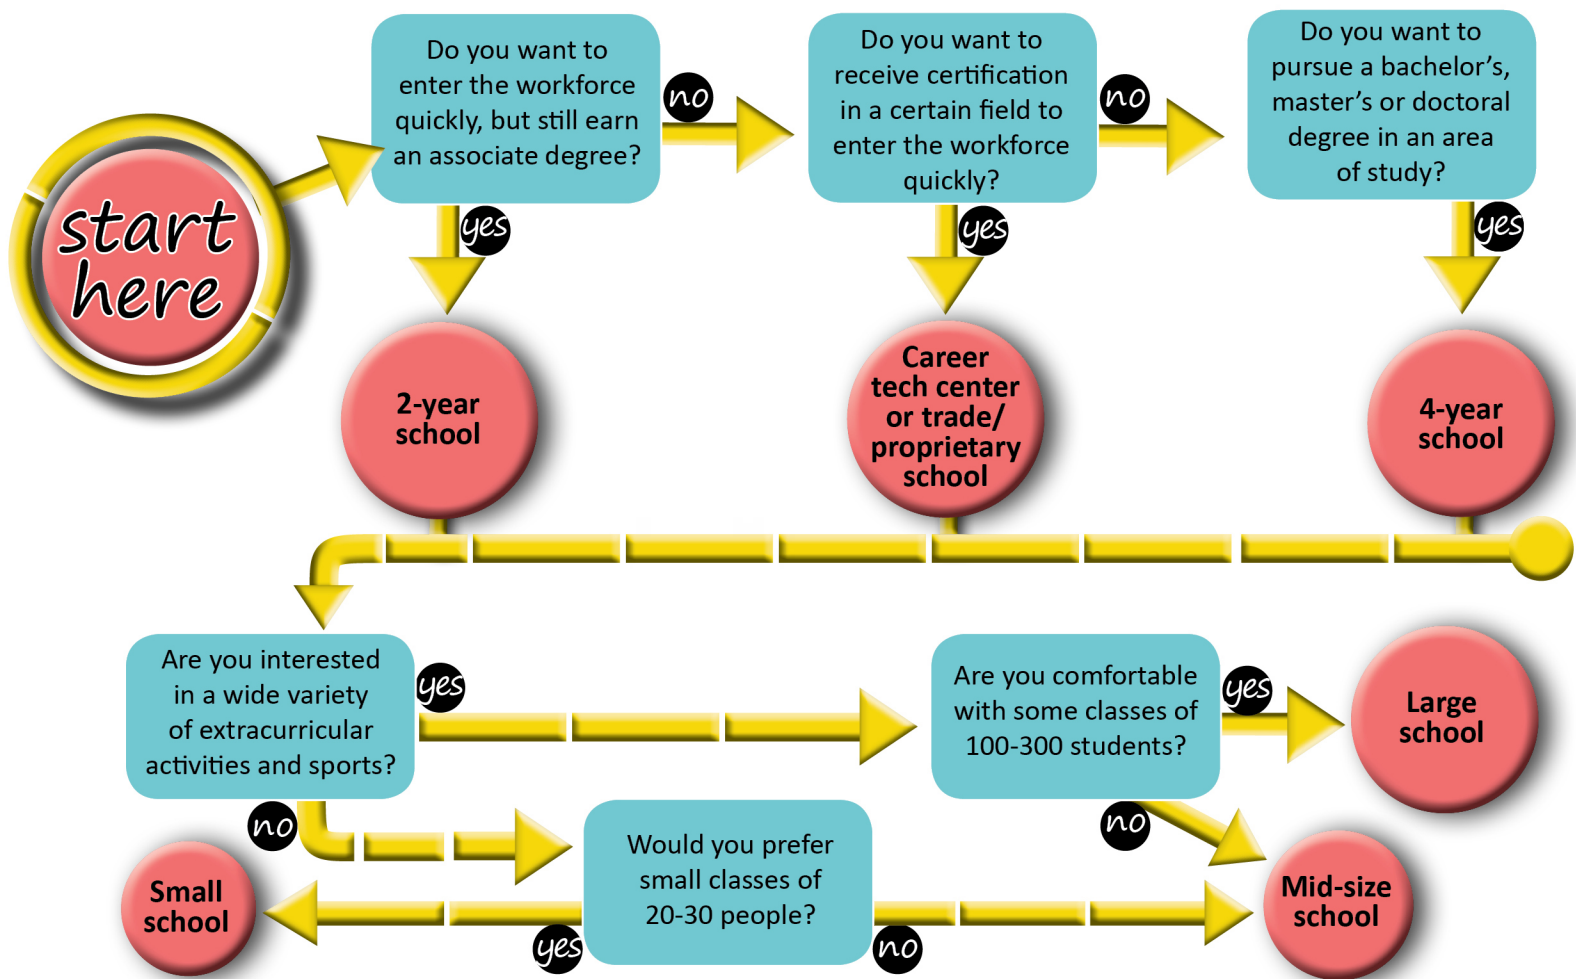 start
here
Do you want to
enter the workforce
quickly, but still earn
an associate degree?
no
yes
Do you want to
receive certification
in a certain field to
enter the workforce
quickly?
no
yes
Do you want to
pursue a bachelor’s,
master’s or doctoral
degree in an area
of study?
yes
2-year
school
Career
tech center
or trade/
proprietary
school
4-year
school
Are you interested
in a wide variety
of extracurricular
activities and sports?
yes
no
Are you comfortable
with some classes of
100-300 students?
yes
no
Large
school
Would you prefer
small classes of
20-30 people?
yes
no
Small
school
Mid-size
school